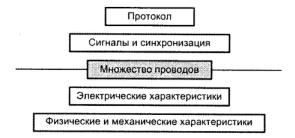 Протокол
Сигналы и синхронизация
Множество проводов
Электрические характеристики
Физические и механические характеристики